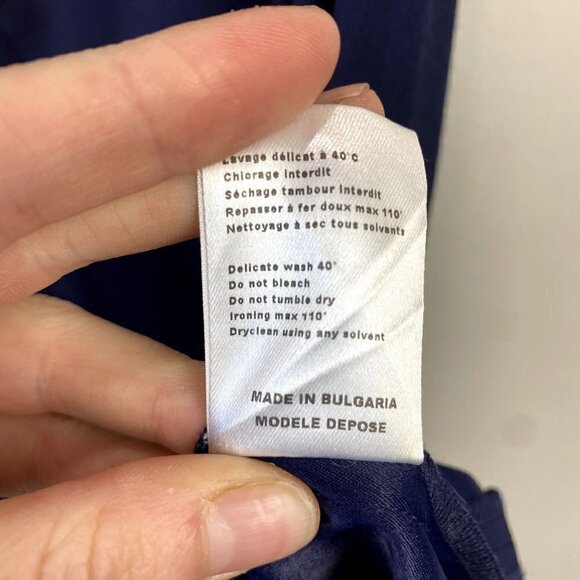 Lavage délicat à 40°C
Chlorage interdit
Séchage tambour interdit
Repasser à fer doux max 110°
Nettoyage à sec tous solvants
Delicate wash 40°
Do not bleach
Do not tumble dry
Ironing max 110°
Dryclean using any solvent
MADE IN BULGARIA
MODELE DEPOSE